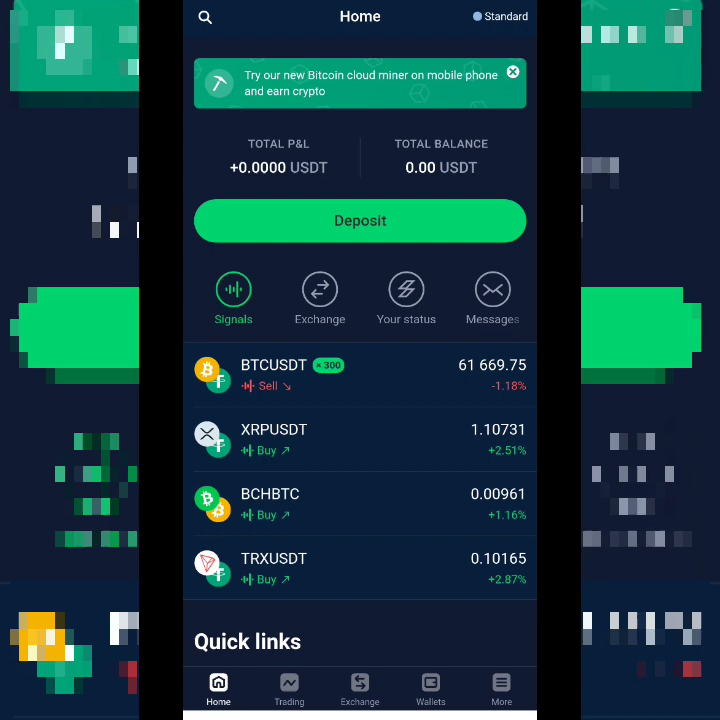 Home
Standard
Try our new Bitcoin cloud miner on mobile phone
and earn crypto
TOTAL P&L
TOTAL BALANCE
+0.0000 USDT
0.00 USDT
Deposit
Signals
Exchange
Your status
Messages
BTCUSDT × 300
61 669.75
Sell ↘
-1.18%
XRPUSDT
1.10731
Buy ↗
+2.51%
BCHBTC
0.00961
Buy ↗
+1.16%
TRXUSDT
0.10165
Buy ↗
+2.87%
Quick links
Home
Trading
Exchange
Wallets
More